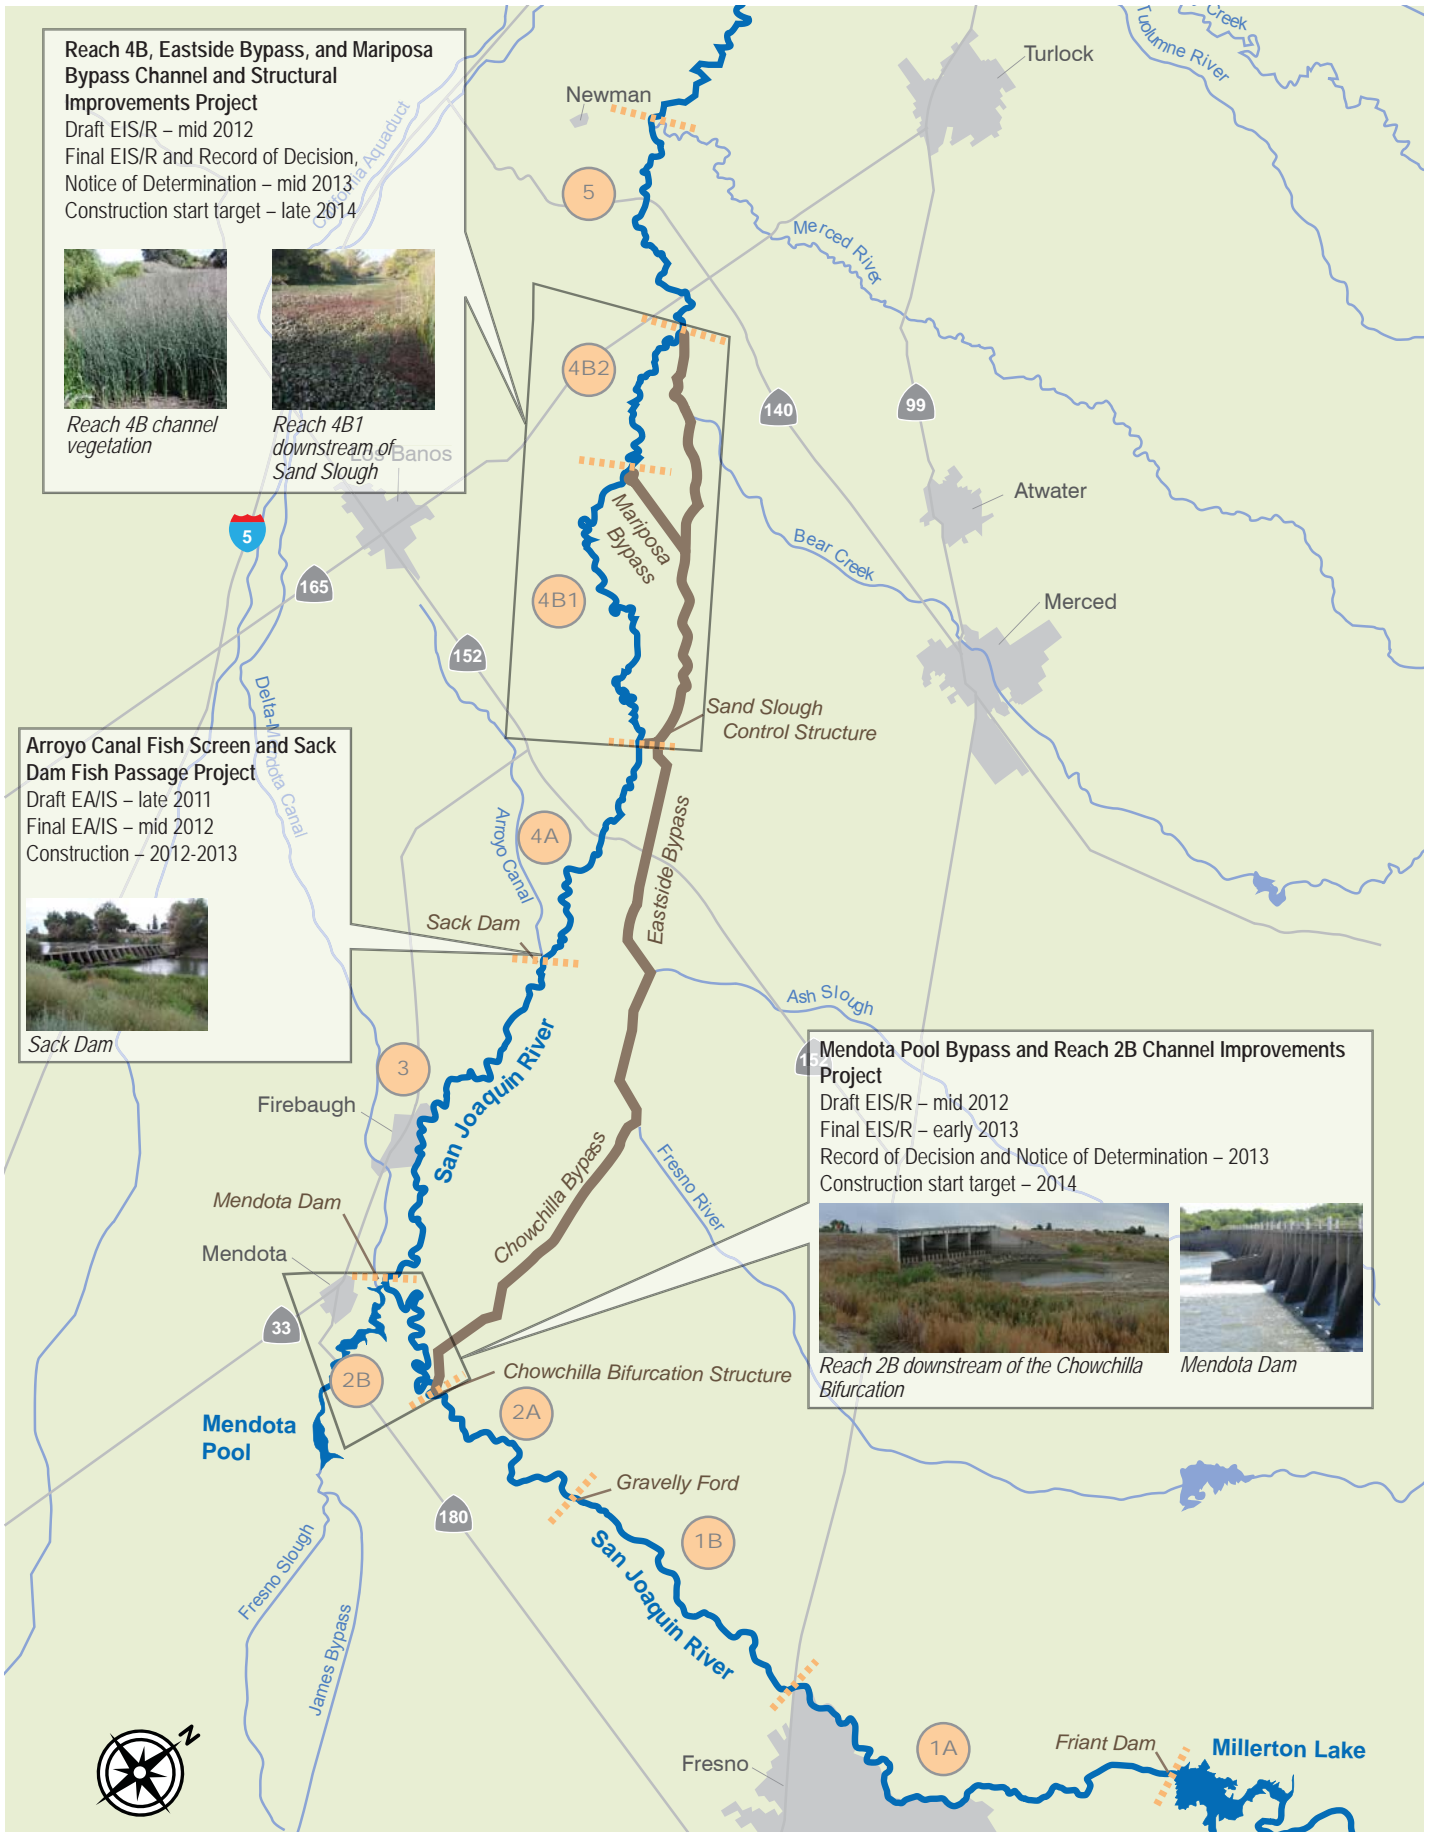 Reach 4B, Eastside Bypass, and Mariposa
Bypass Channel and Structural
Improvements Project
Draft EIS/R – mid 2012
Final EIS/R and Record of Decision,
Notice of Determination – mid 2013
Construction start target – late 2014
Reach 4B channel
vegetation
Reach 4B1
downstream of
Sand Slough
California Aquaduct
Los Banos
Newman
Turlock
Creek
Tuolumne River
5
Merced River
4B2
140
99
Atwater
Mariposa
Bypass
Bear Creek
4B1
Merced
5
165
152
Delta-Mendota Canal
Sand Slough
Control Structure
Arroyo Canal Fish Screen and Sack
Dam Fish Passage Project
Draft EA/IS – late 2011
Final EA/IS – mid 2012
Construction – 2012-2013
Sack Dam
Arroyo Canal
4A
Eastside Bypass
Sack Dam
Ash Slough
152
3
Firebaugh
San Joaquin River
Mendota Pool Bypass and Reach 2B Channel Improvements
Project
Draft EIS/R – mid 2012
Final EIS/R – early 2013
Record of Decision and Notice of Determination – 2013
Construction start target – 2014
Reach 2B downstream of the Chowchilla
Bifurcation
Mendota Dam
Fresno River
Chowchilla Bypass
Mendota Dam
Mendota
33
2B
Chowchilla Bifurcation Structure
2A
Mendota
Pool
Gravelly Ford
180
1B
San Joaquin River
Fresno Slough
James Bypass
N
Fresno
1A
Friant Dam
Millerton Lake